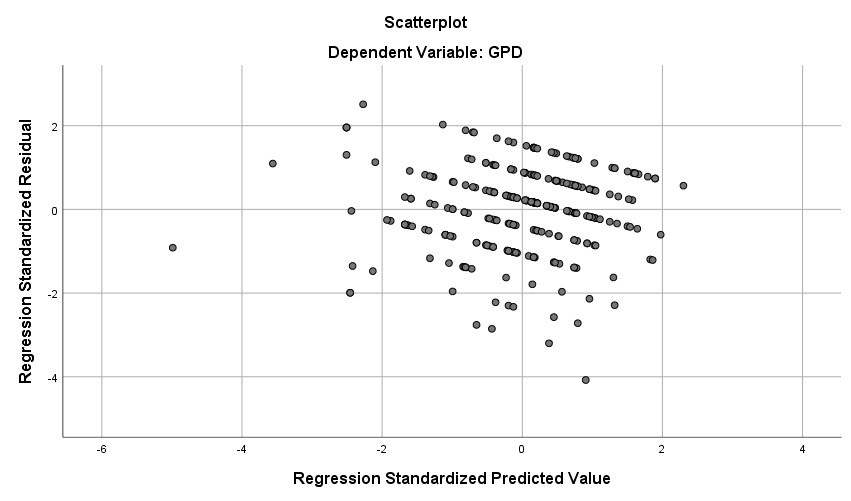 Scatterplot
Dependent Variable: GPD
Regression Standardized Residual
2
0
-2
-4
-6
-4
-2
0
2
4
Regression Standardized Predicted Value